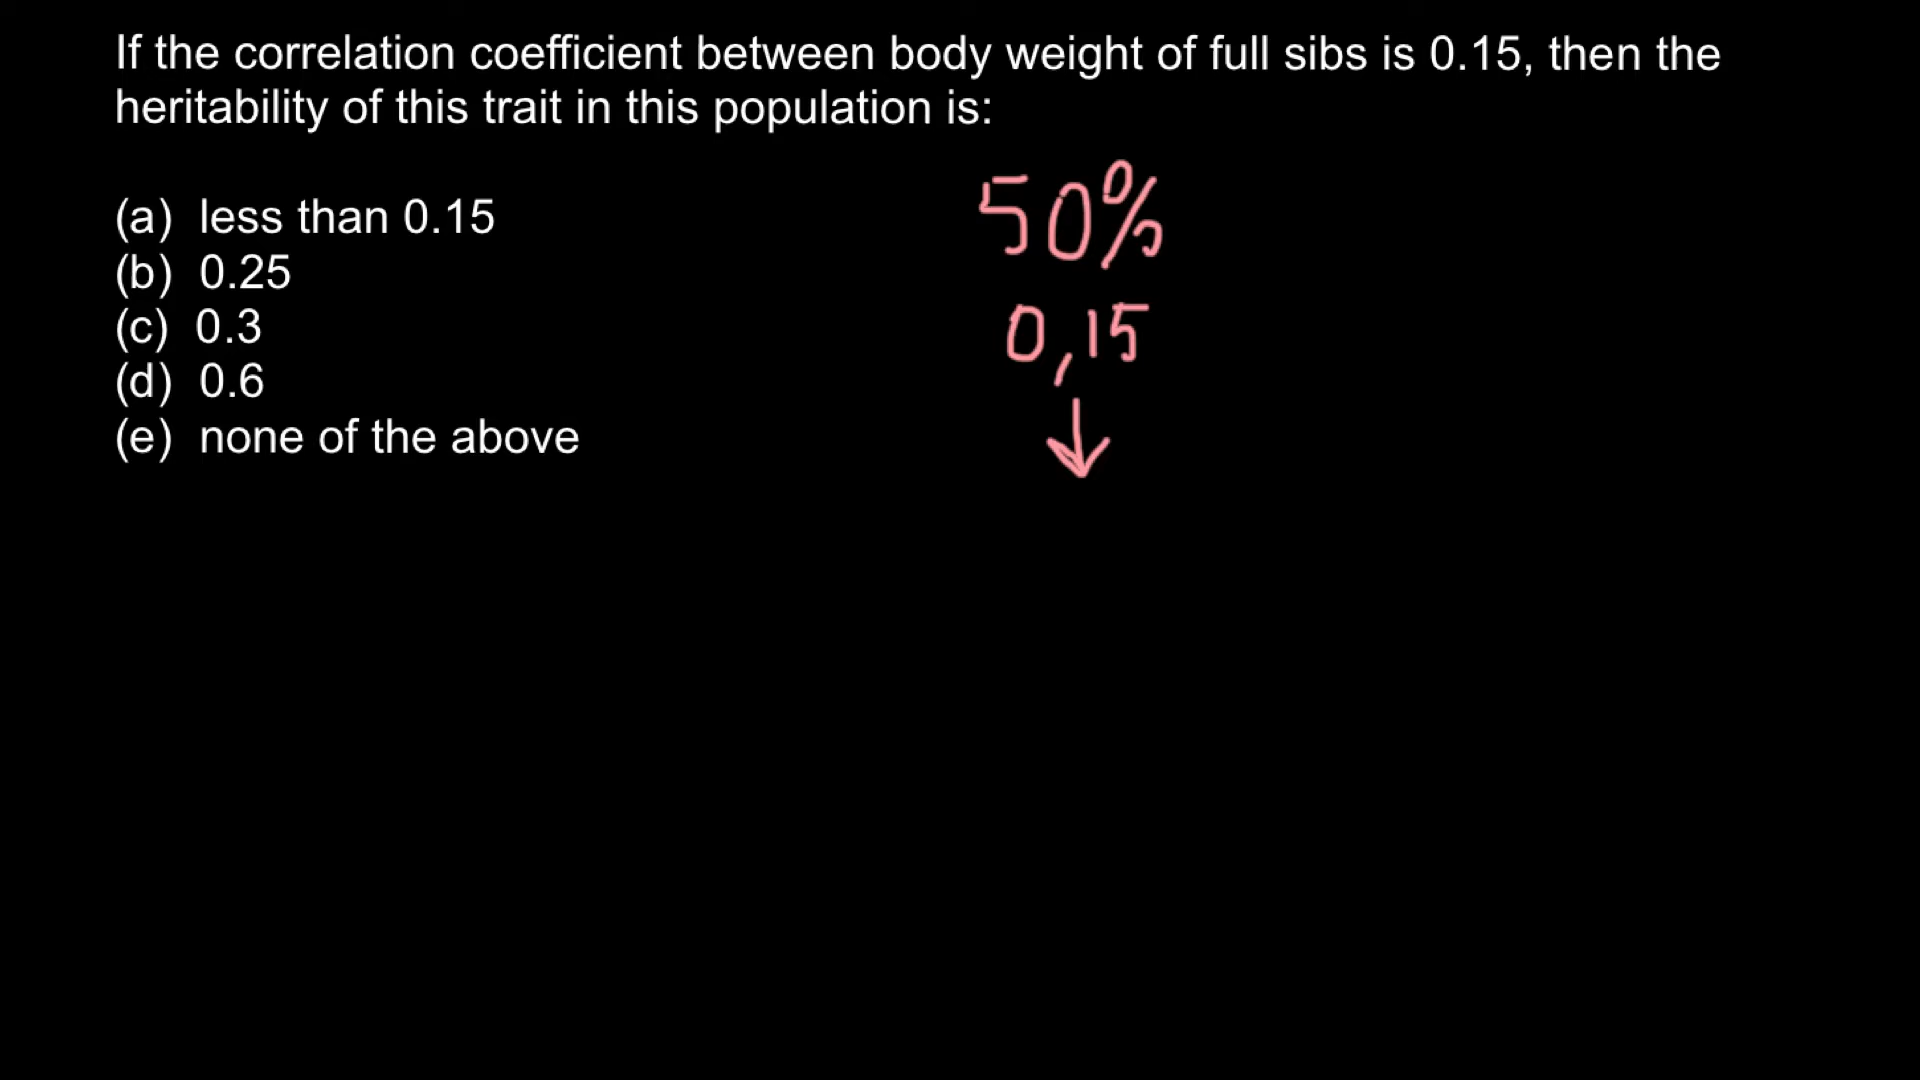 If the correlation coefficient between body weight of full sibs is 0.15, then the
heritability of this trait in this population is:
(a) less than 0.15
(b) 0.25
(c) 0.3
(d) 0.6
(e) none of the above
50%
0,15